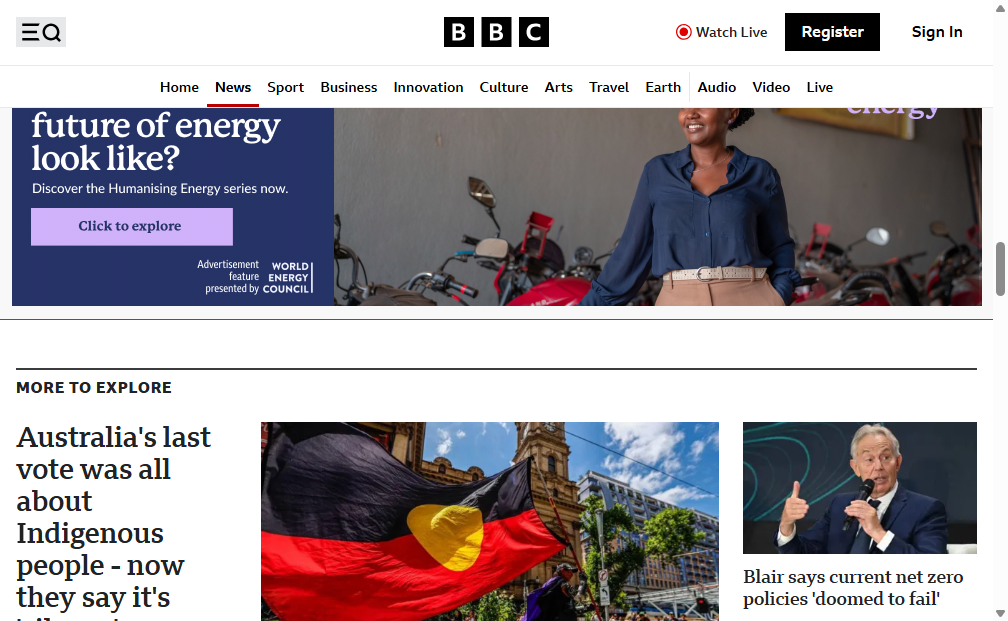 BBC
Watch Live
Register
Sign In
Home
News
Sport
Business
Innovation
Culture
Arts
Travel
Earth
Audio
Video
Live
future of energy
look like?
Discover the Humanising Energy series now.
Click to explore
Advertisement
feature
presented by
WORLD
ENERGY
COUNCIL
energy
MORE TO EXPLORE
Australia's last
vote was all
about
Indigenous
people - now
they say it's
Blair says current net zero
policies 'doomed to fail'